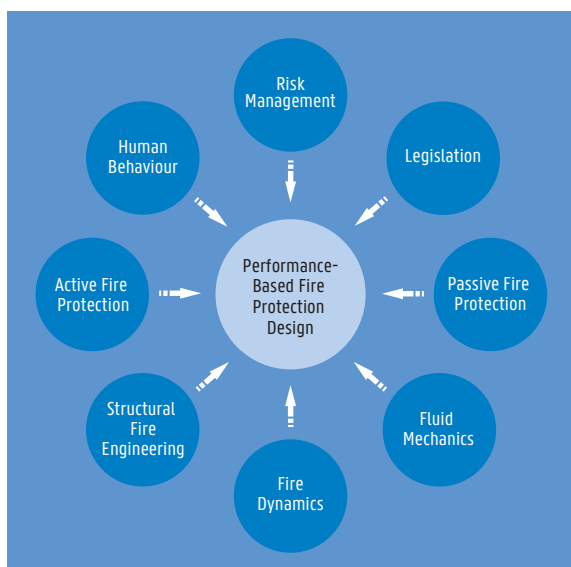 Risk
Management
Legislation
Passive Fire
Protection
Fluid
Mechanics
Fire
Dynamics
Structural
Fire
Engineering
Active Fire
Protection
Human
Behaviour
Performance-
Based Fire
Protection
Design